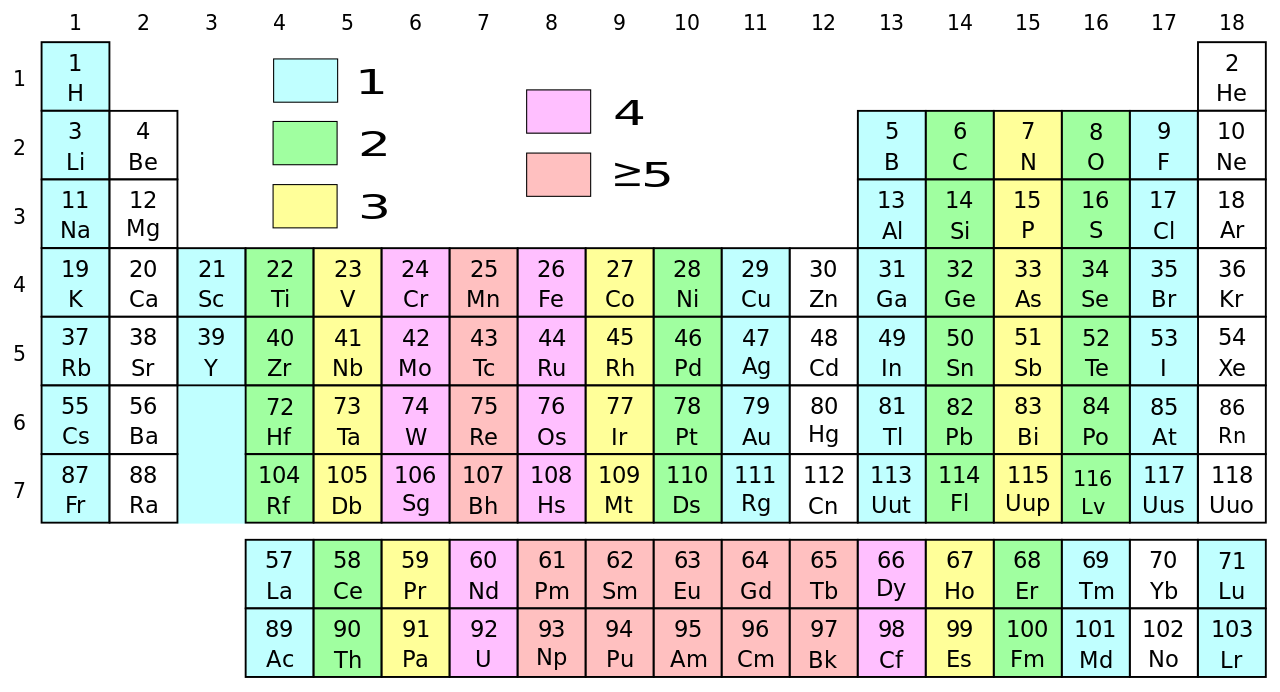 1 2 3 4 5 6 7 8 9 10 11 12 13 14 15 16 17 18
1 2
1
H He
1
4
2
≥5
3
3 4 5 6 7 8 9 10
2
Li Be B C N O F Ne
11 12 13 14 15 16 17 18
3
Na Mg Al Si P S Cl Ar
19 20 21 22 23 24 25 26 27 28 29 30 31 32 33 34 35 36
4
K Ca Sc Ti V Cr Mn Fe Co Ni Cu Zn Ga Ge As Se Br Kr
37 38 39 40 41 42 43 44 45 46 47 48 49 50 51 52 53 54
5
Rb Sr Y Zr Nb Mo Tc Ru Rh Pd Ag Cd In Sn Sb Te I Xe
55 56 72 73 74 75 76 77 78 79 80 81 82 83 84 85 86
6
Cs Ba Hf Ta W Re Os Ir Pt Au Hg Tl Pb Bi Po At Rn
87 88 104 105 106 107 108 109 110 111 112 113 114 115 116 117 118
7
Fr Ra Rf Db Sg Bh Hs Mt Ds Rg Cn Uut Fl Uup Lv Uus Uuo
57 58 59 60 61 62 63 64 65 66 67 68 69 70 71
La Ce Pr Nd Pm Sm Eu Gd Tb Dy Ho Er Tm Yb Lu
89 90 91 92 93 94 95 96 97 98 99 100 101 102 103
Ac Th Pa U Np Pu Am Cm Bk Cf Es Fm Md No Lr